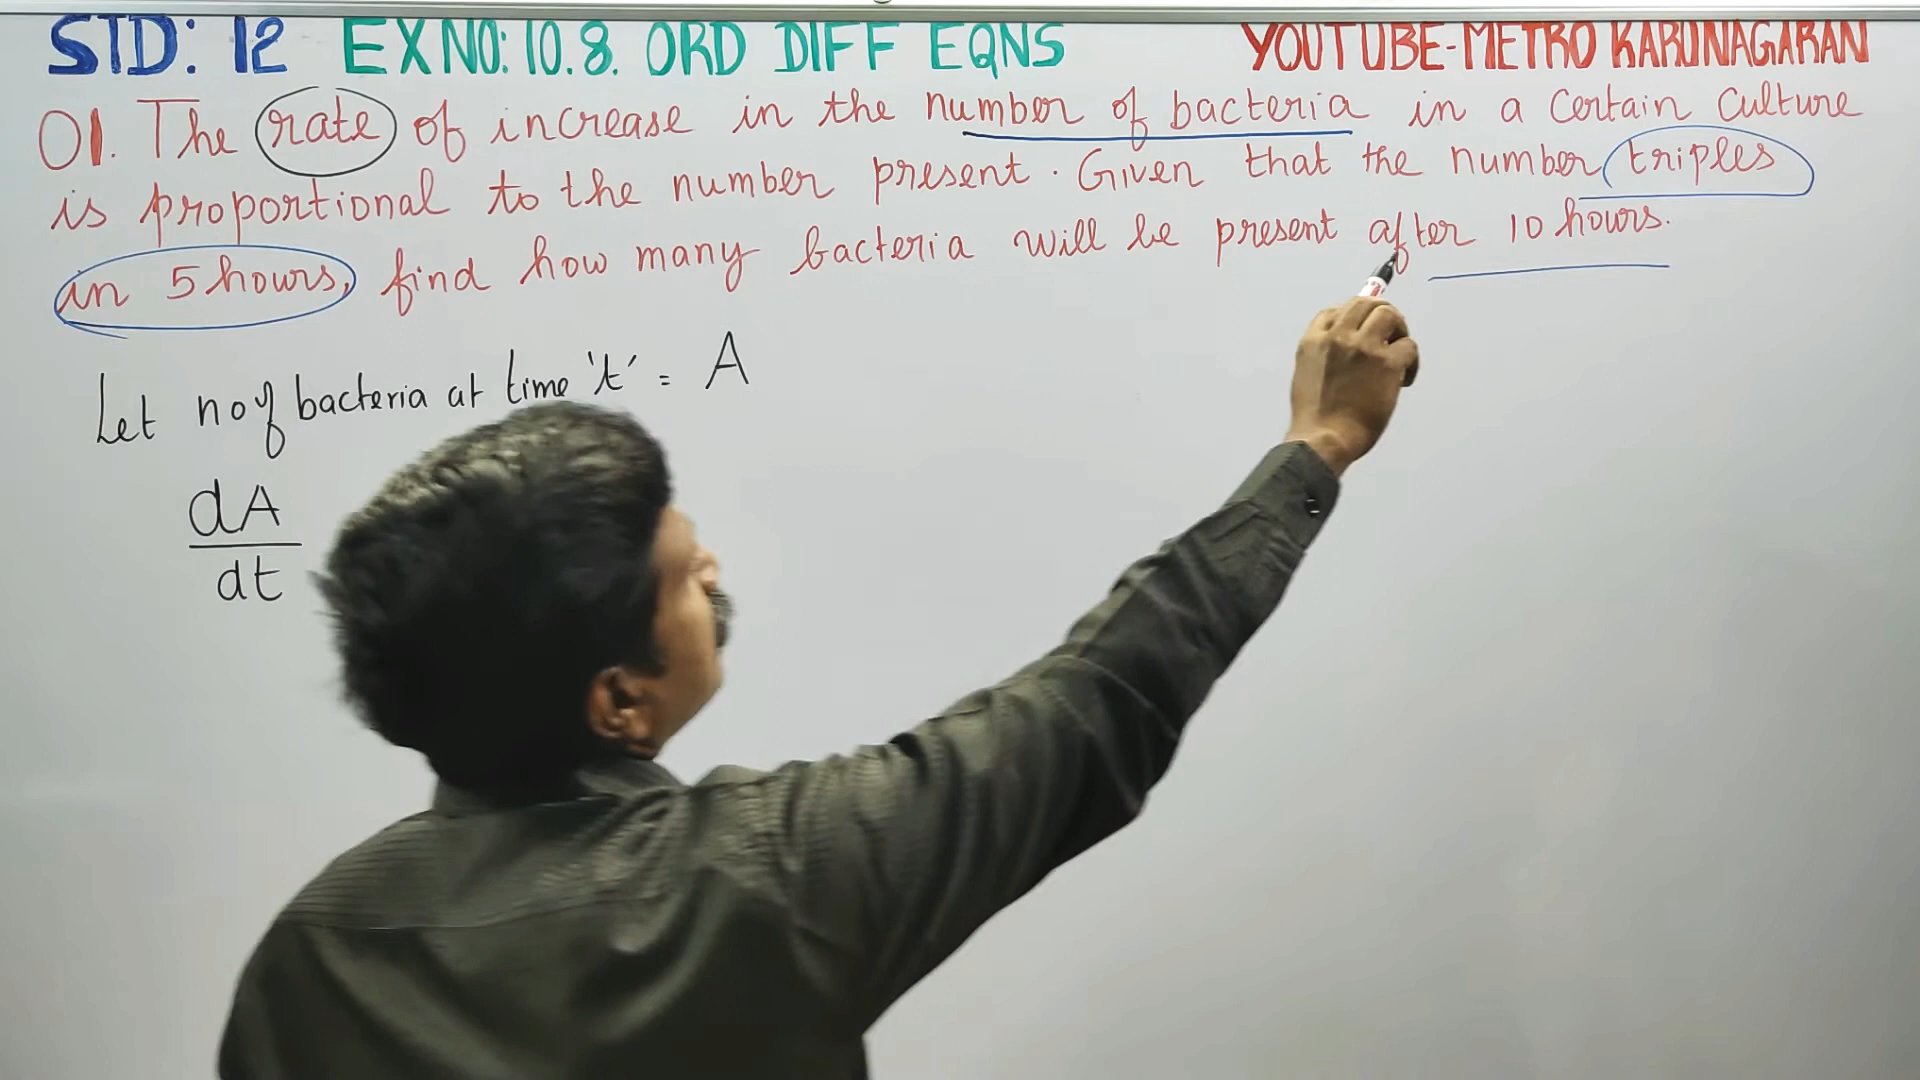 STD: 12 EX NO: 10.8. ORD DIFF EQNS YOUTUBE-METRO KARUNAGARAN
01. The rate of increase in the number of bacteria in a certain culture
is proportional to the number present. Given that the number triples
in 5 hours, find how many bacteria will be present after 10 hours.
Let no of bacteria at time 't' = A
dA
dt